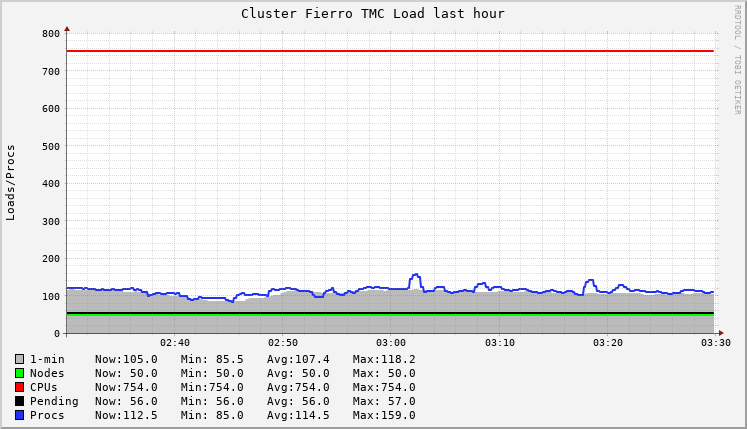 Cluster Fierro TMC Load last hour
RRDTOOL / TOBI OETIKER
Loads/Procs
800
700
600
500
400
300
200
100
0
02:40 02:50 03:00 03:10 03:20 03:30
1-min Now:105.0 Min: 85.5 Avg:107.4 Max:118.2
Nodes Now: 50.0 Min: 50.0 Avg: 50.0 Max: 50.0
CPUs Now:754.0 Min:754.0 Avg:754.0 Max:754.0
Pending Now: 56.0 Min: 56.0 Avg: 56.0 Max: 57.0
Procs Now:112.5 Min: 85.0 Avg:114.5 Max:159.0